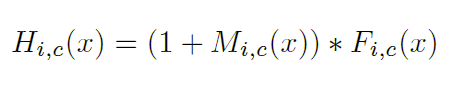 H_{i,c}(x) = (1 + M_{i,c}(x)) * F_{i,c}(x)